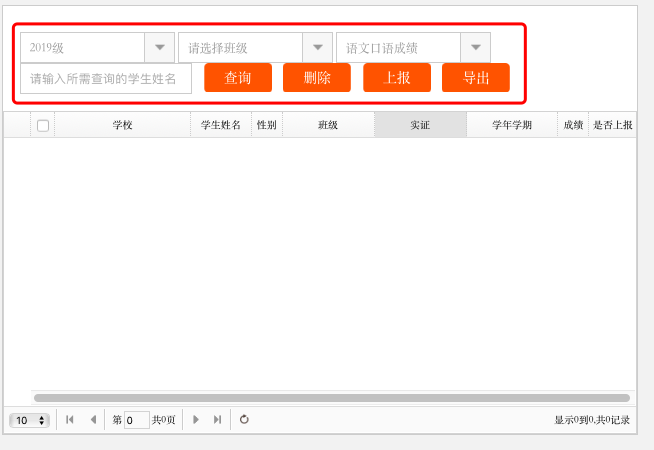 2019级 请选择班级 语文口语成绩
请输入所需查询的学生姓名 查询 删除 上报 导出
学校 学生姓名 性别 班级 实证 学年学期 成绩 是否上报
10 第 0 共0页 显示0到0,共0记录